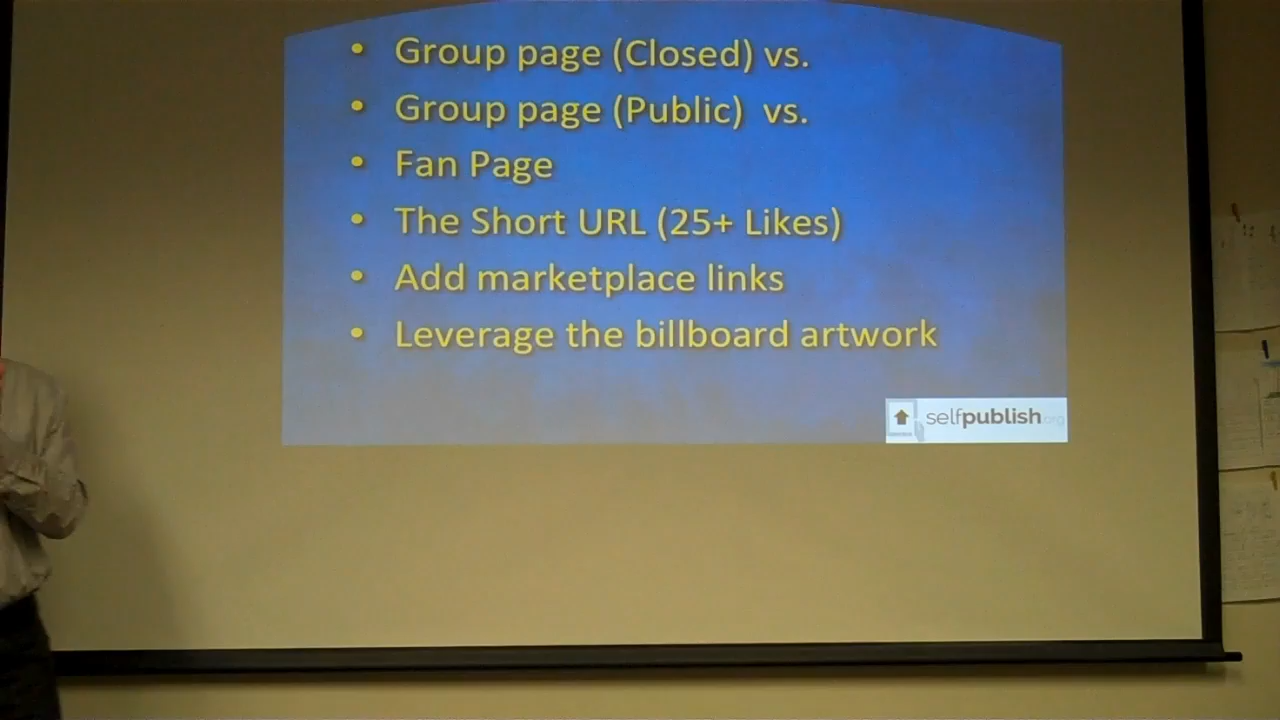 • Group page (Closed) vs.
• Group page (Public) vs.
• Fan Page
• The Short URL (25+ Likes)
• Add marketplace links
• Leverage the billboard artwork
selfpublish.org